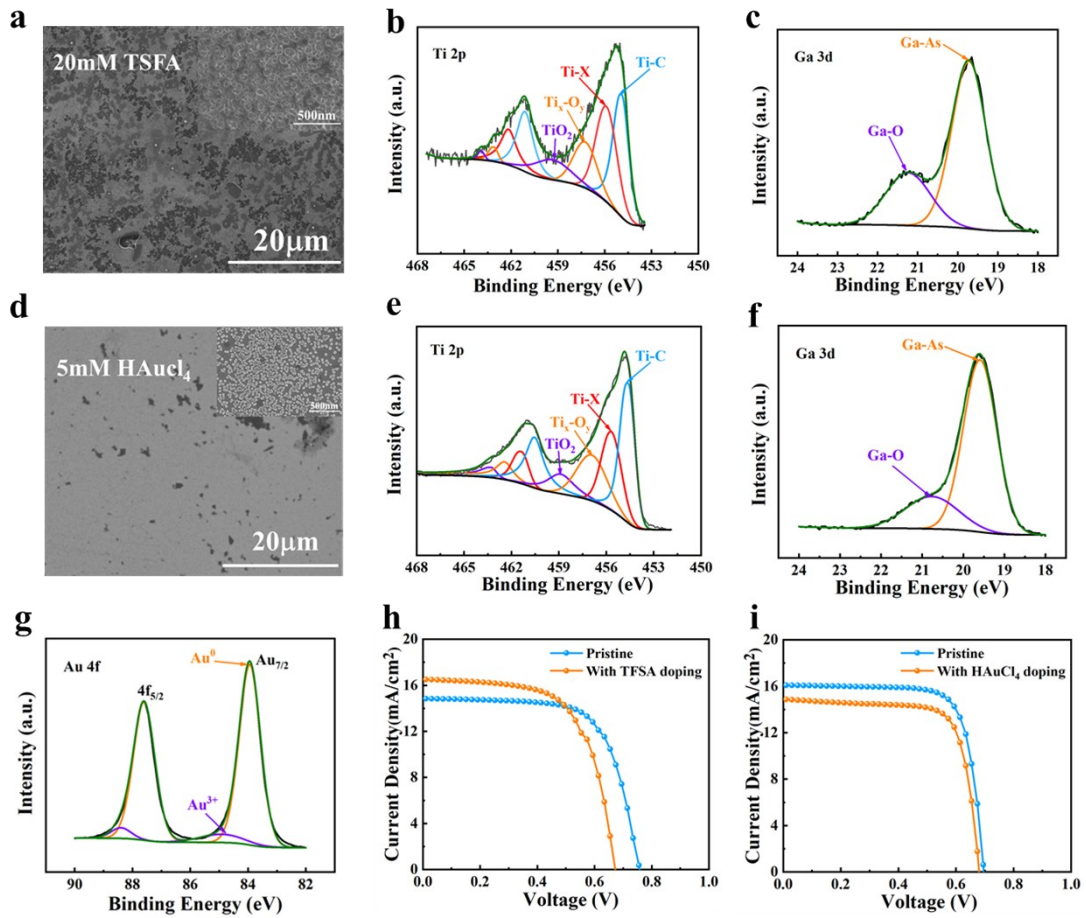 a
20mM TSFA
500nm
20μm
b
Ti 2p
Ti-C
Ti-X
Tiₓ-Oᵧ
TiO₂
Intensity (a.u.)
468 465 462 459 456 453 450
Binding Energy (eV)
c
Ga 3d
Ga-As
Ga-O
Intensity (a.u.)
24 23 22 21 20 19 18
Binding Energy (eV)
d
5mM HAucl₄
500nm
20μm
e
Ti 2p
Ti-C
Ti-X
Tiₓ-Oᵧ
TiO₂
Intensity (a.u.)
468 465 462 459 456 453 450
Binding Energy (eV)
f
Ga 3d
Ga-As
Ga-O
Intensity (a.u.)
24 23 22 21 20 19 18
Binding Energy (eV)
g
Au 4f
Au⁰
Au₇/₂
4f₅/₂
Au³⁺
Intensity (a.u.)
90 88 86 84 82
Binding Energy (eV)
h
Pristine
With TFSA doping
Current Density(mA/cm²)
20
16
12
8
4
0
0.0 0.2 0.4 0.6 0.8 1.0
Voltage (V)
i
Pristine
With HAuCl₄ doping
Current Density(mA/cm²)
20
16
12
8
4
0
0.0 0.2 0.4 0.6 0.8 1.0
Voltage (V)